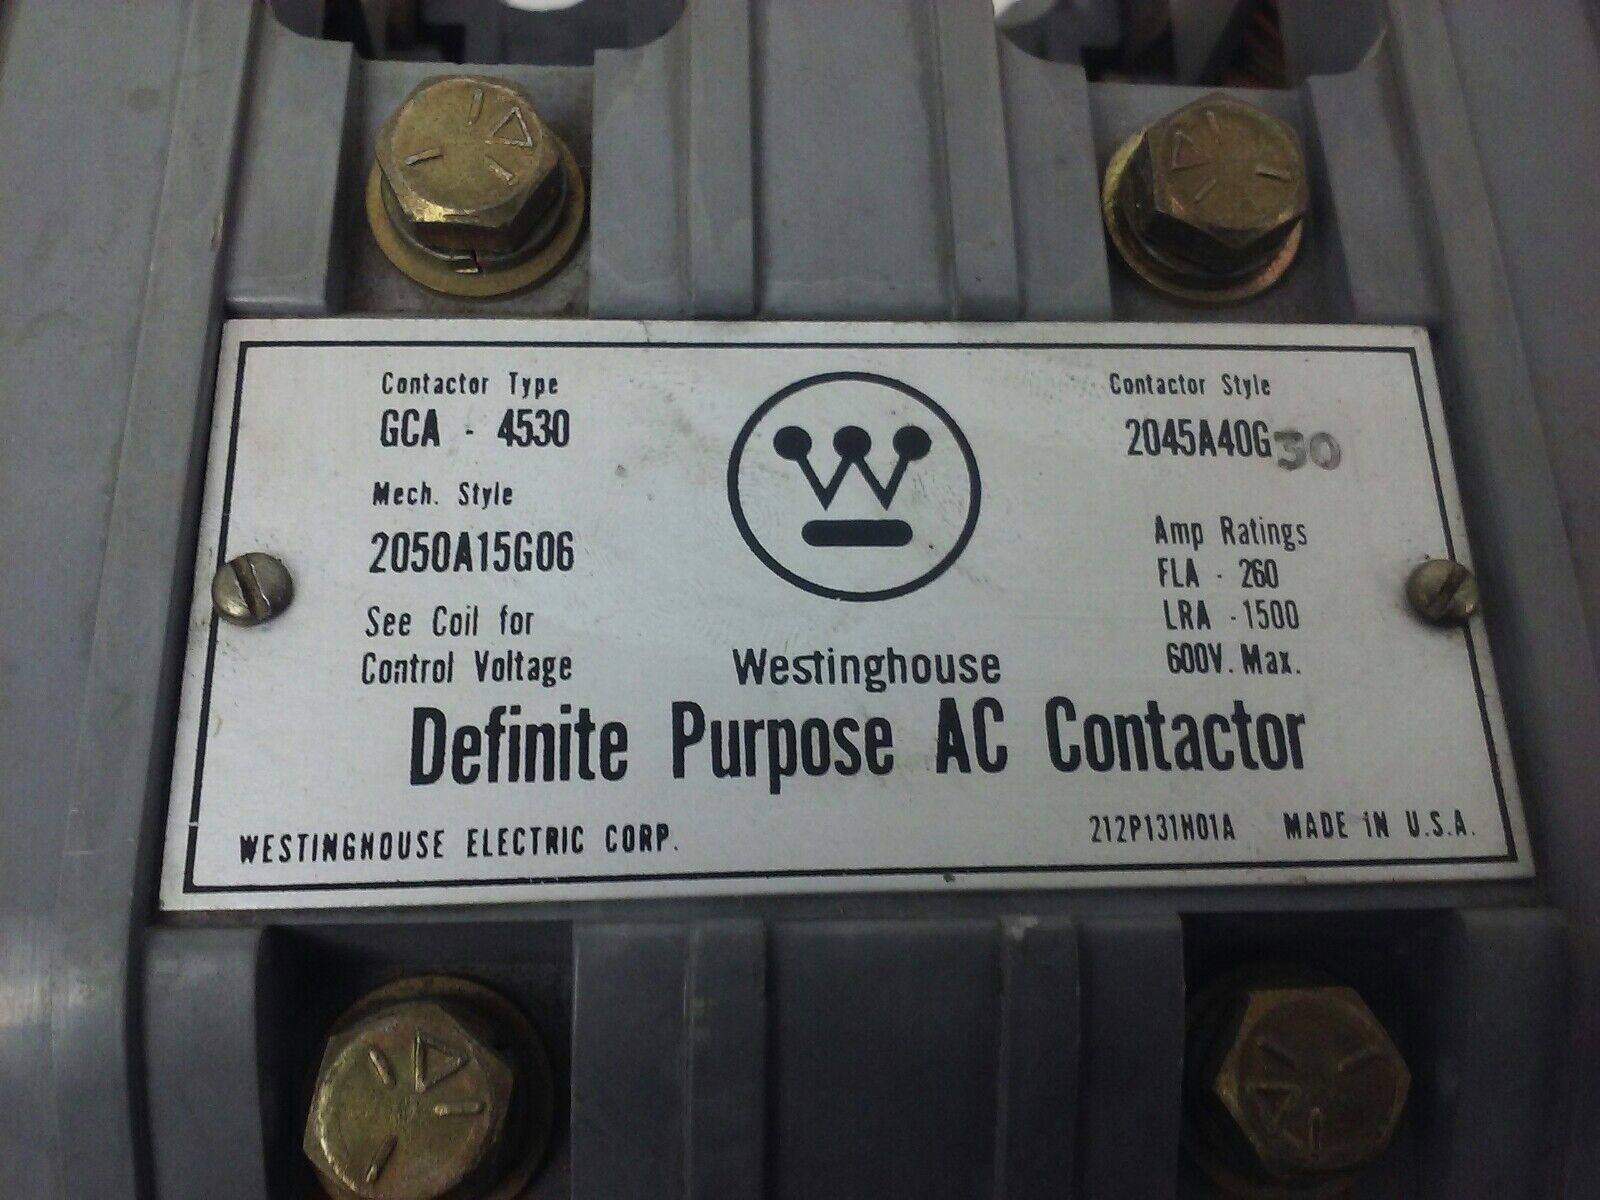 Contactor Type
GCA - 4530
Mech. Style
2050A15G06
See Coil for
Control Voltage
Westinghouse
Contactor Style
2045A40G30
Amp Ratings
FLA - 260
LRA - 1500
600V. Max.
Definite Purpose AC Contactor
WESTINGHOUSE ELECTRIC CORP.
212P131H01A MADE IN U.S.A.